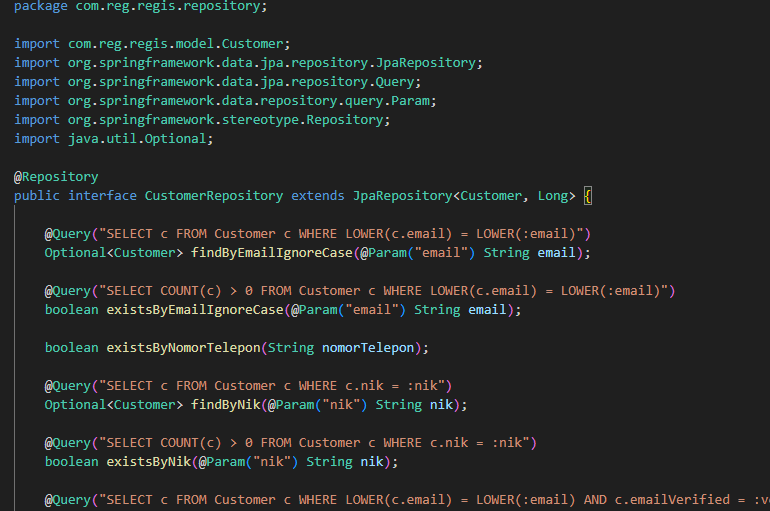 package com.reg.regis.repository;
import com.reg.regis.model.Customer;
import org.springframework.data.jpa.repository.JpaRepository;
import org.springframework.data.jpa.repository.Query;
import org.springframework.data.repository.query.Param;
import org.springframework.stereotype.Repository;
import java.util.Optional;
@Repository
public interface CustomerRepository extends JpaRepository<Customer, Long> {
@Query("SELECT c FROM Customer c WHERE LOWER(c.email) = LOWER(:email)")
Optional<Customer> findByEmailIgnoreCase(@Param("email") String email);
@Query("SELECT COUNT(c) > 0 FROM Customer c WHERE LOWER(c.email) = LOWER(:email)")
boolean existsByEmailIgnoreCase(@Param("email") String email);
boolean existsByNomorTelepon(String nomorTelepon);
@Query("SELECT c FROM Customer c WHERE c.nik = :nik")
Optional<Customer> findByNik(@Param("nik") String nik);
@Query("SELECT COUNT(c) > 0 FROM Customer c WHERE c.nik = :nik")
boolean existsByNik(@Param("nik") String nik);
@Query("SELECT c FROM Customer c WHERE LOWER(c.email) = LOWER(:email) AND c.emailVerified =